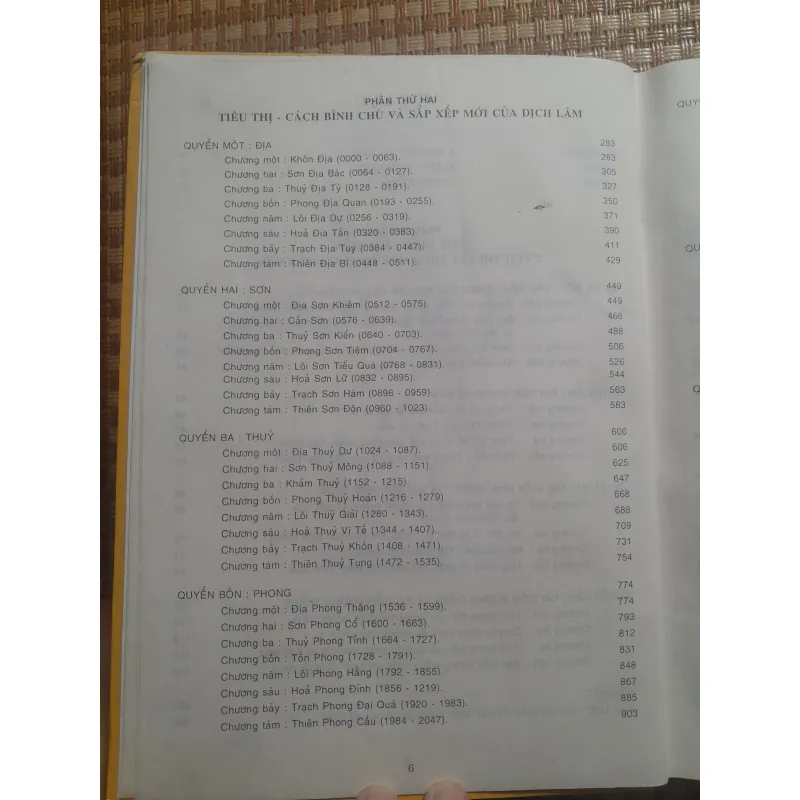 PHẦN THỨ HAI
TIÊU THỊ - CÁCH BÌNH CHÚ VÀ SẮP XẾP MỚI CỦA DỊCH LÂM
QUYỂN MỘT : ĐỊA 283
Chương một : Khôn Địa (0000 - 0063). 283
Chương hai : Sơn Địa Bác (0064 - 0127). 305
Chương ba : Thuỷ Địa Tỷ (0128 - 0191). 327
Chương bốn : Phong Địa Quan (0193 - 0255). 350
Chương năm : Lôi Địa Dự (0256 - 0319). 371
Chương sáu : Hoả Địa Tấn (0320 - 0383). 390
Chương bảy : Trạch Địa Tuỵ (0384 - 0447). 411
Chương tám : Thiên Địa Bĩ (0448 - 0511). 429
QUYỂN HAI : SƠN 449
Chương một : Địa Sơn Khiêm (0512 - 0575). 449
Chương hai : Cấn Sơn (0576 - 0639). 468
Chương ba : Thuỷ Sơn Kiển (0640 - 0703). 488
Chương bốn : Phong Sơn Tiệm (0704 - 0767). 506
Chương năm : Lôi Sơn Tiểu Quá (0768 - 0831). 526
Chương sáu : Hoả Sơn Lữ (0832 - 0895). 544
Chương bảy : Trạch Sơn Hàm (0896 - 0959). 563
Chương tám : Thiên Sơn Độn (0960 - 1023). 583
QUYỂN BA : THUỶ 606
Chương một : Địa Thuỷ Dư (1024 - 1087). 606
Chương hai : Sơn Thuỷ Mông (1088 - 1151). 625
Chương ba : Khảm Thuỷ (1152 - 1215). 647
Chương bốn : Phong Thuỷ Hoán (1216 - 1279) 668
Chương năm : Lôi Thuỷ Giải (1280 - 1343). 688
Chương sáu : Hoả Thuỷ Vị Tế (1344 - 1407). 709
Chương bảy : Trạch Thuỷ Khốn (1408 - 1471). 731
Chương tám : Thiên Thuỷ Tụng (1472 - 1535). 754
QUYỂN BỐN : PHONG 774
Chương một : Địa Phong Thăng (1536 - 1599). 774
Chương hai : Sơn Phong Cổ (1600 - 1663). 793
Chương ba : Thuỷ Phong Tỉnh (1664 - 1727). 812
Chương bốn : Tốn Phong (1728 - 1791). 831
Chương năm : Lôi Phong Hằng (1792 - 1855). 848
Chương sáu : Hoả Phong Đỉnh (1856 - 1219). 867
Chương bảy : Trạch Phong Đại Quá (1920 - 1983). 885
Chương tám : Thiên Phong Cấu (1984 - 2047). 903
6